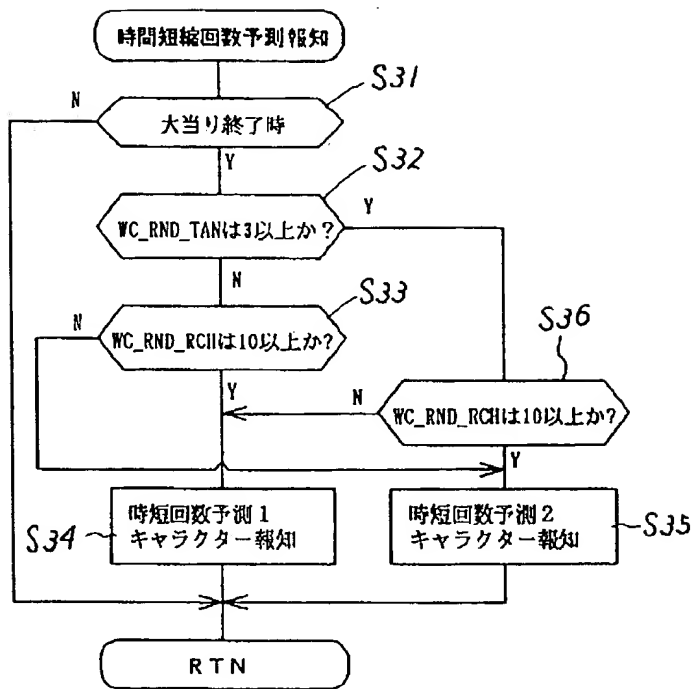 時間短縮回数予測報知
S31
N
大当り終了時
Y
S32
WC_RND_TANは3以上か?
Y
N
S33
N
WC_RND_RCHは10以上か?
S36
Y
N
WC_RND_RCHは10以上か?
Y
時短回数予測1
キャラクター報知
S34
時短回数予測2
キャラクター報知
S35
RTN